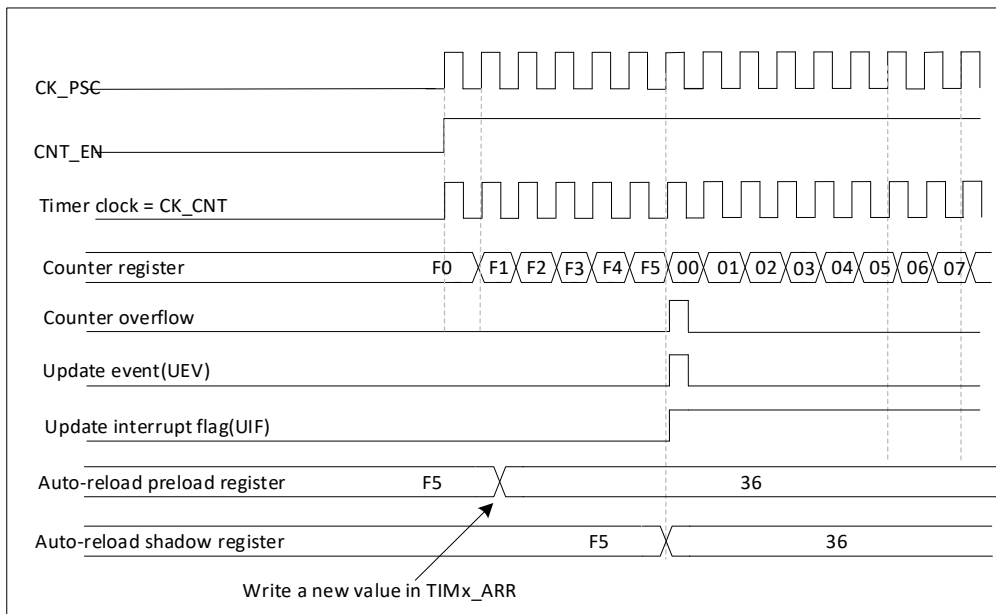 CK_PSC
CNT_EN
Timer clock = CK_CNT
Counter register F0 F1 F2 F3 F4 F5 00 01 02 03 04 05 06 07
Counter overflow
Update event(UEV)
Update interrupt flag(UIF)
Auto-reload preload register F5 36
Auto-reload shadow register F5 36
Write a new value in TIMx_ARR